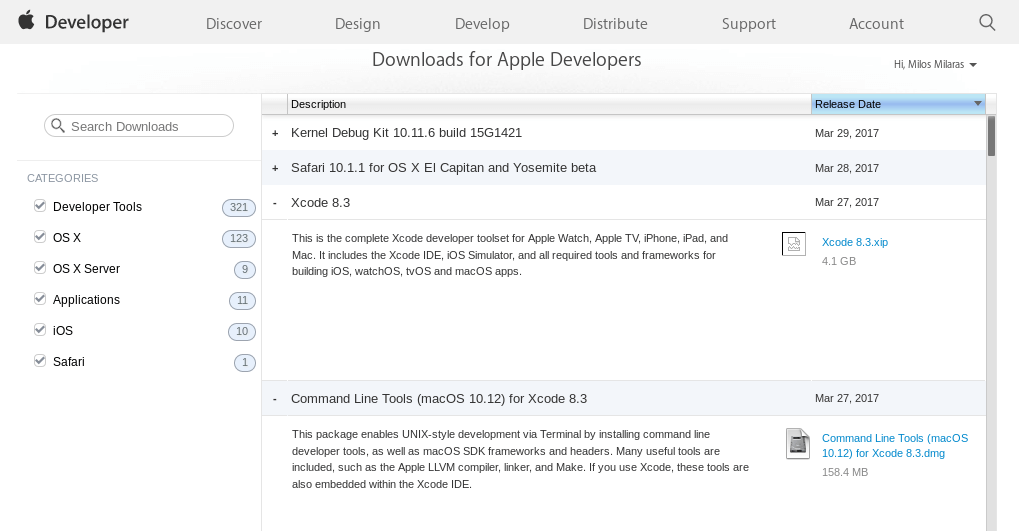 Developer
Discover
Design
Develop
Distribute
Support
Account
Downloads for Apple Developers
Hi, Milos Milaras
Search Downloads
CATEGORIES
Developer Tools 321
OS X 123
OS X Server 9
Applications 11
iOS 10
Safari 1
Description Release Date
+ Kernel Debug Kit 10.11.6 build 15G1421 Mar 29, 2017
+ Safari 10.1.1 for OS X El Capitan and Yosemite beta Mar 28, 2017
- Xcode 8.3 Mar 27, 2017
This is the complete Xcode developer toolset for Apple Watch, Apple TV, iPhone, iPad, and
Mac. It includes the Xcode IDE, iOS Simulator, and all required tools and frameworks for
building iOS, watchOS, tvOS and macOS apps.
Xcode 8.3.xip
4.1 GB
- Command Line Tools (macOS 10.12) for Xcode 8.3 Mar 27, 2017
This package enables UNIX-style development via Terminal by installing command line
developer tools, as well as macOS SDK frameworks and headers. Many useful tools are
included, such as the Apple LLVM compiler, linker, and Make. If you use Xcode, these tools are
also embedded within the Xcode IDE.
Command Line Tools (macOS
10.12) for Xcode 8.3.dmg
158.4 MB